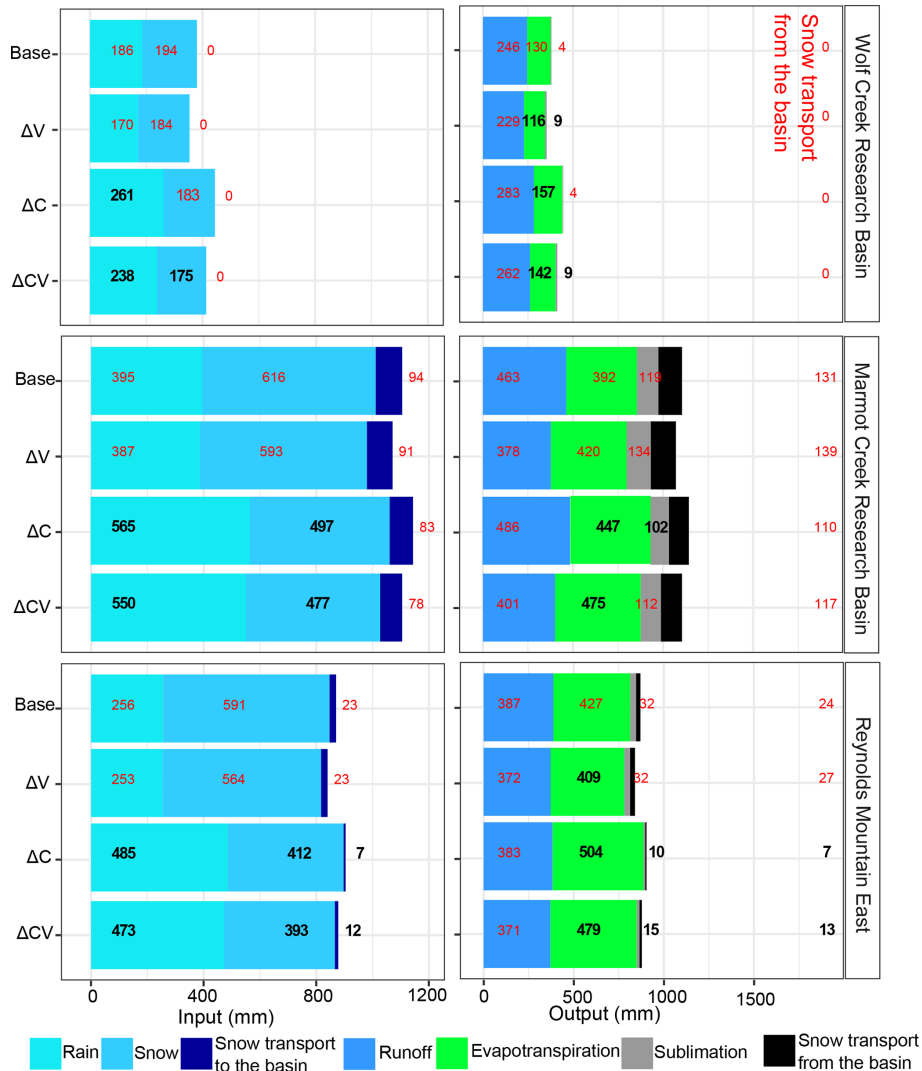 Base
186 194 0
246 130 4 0
ΔV
170 184 0
229 116 9 0
ΔC
261 183 0
283 157 4 0
ΔCV
238 175 0
262 142 9 0
Snow transport
from the basin
Wolf Creek Research Basin
Base
395 616 94
463 392 119 131
ΔV
387 593 91
378 420 134 139
ΔC
565 497 83
486 447 102 110
ΔCV
550 477 78
401 475 112 117
Marmot Creek Research Basin
Base
256 591 23
387 427 32 24
ΔV
253 564 23
372 409 32 27
ΔC
485 412 7
383 504 10 7
ΔCV
473 393 12
371 479 15 13
Reynolds Mountain East
0 400 800 1200
Input (mm)
0 500 1000 1500
Output (mm)
Rain
Snow
Snow transport
to the basin
Runoff
Evapotranspiration
Sublimation
Snow transport
from the basin